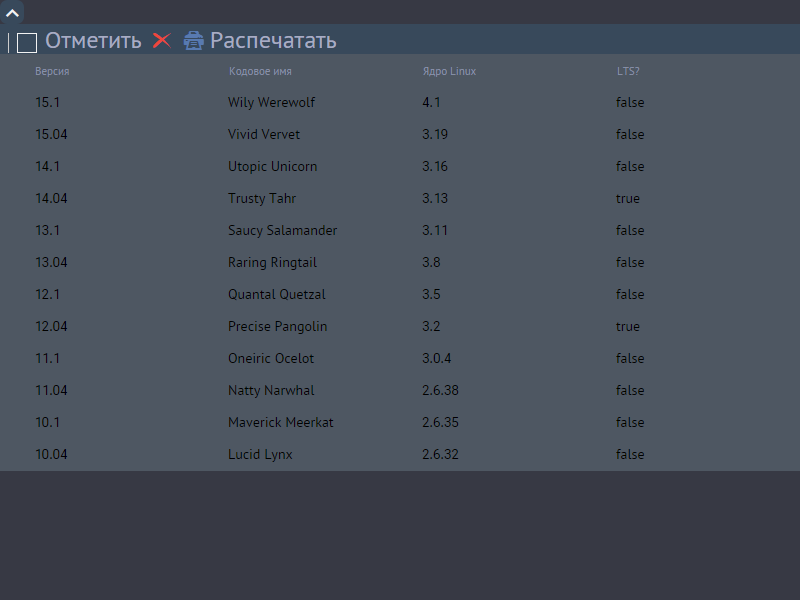 Отметить Распечатать
Версия Кодовое имя Ядро Linux LTS?
15.1 Wily Werewolf 4.1 false
15.04 Vivid Vervet 3.19 false
14.1 Utopic Unicorn 3.16 false
14.04 Trusty Tahr 3.13 true
13.1 Saucy Salamander 3.11 false
13.04 Raring Ringtail 3.8 false
12.1 Quantal Quetzal 3.5 false
12.04 Precise Pangolin 3.2 true
11.1 Oneiric Ocelot 3.0.4 false
11.04 Natty Narwhal 2.6.38 false
10.1 Maverick Meerkat 2.6.35 false
10.04 Lucid Lynx 2.6.32 false